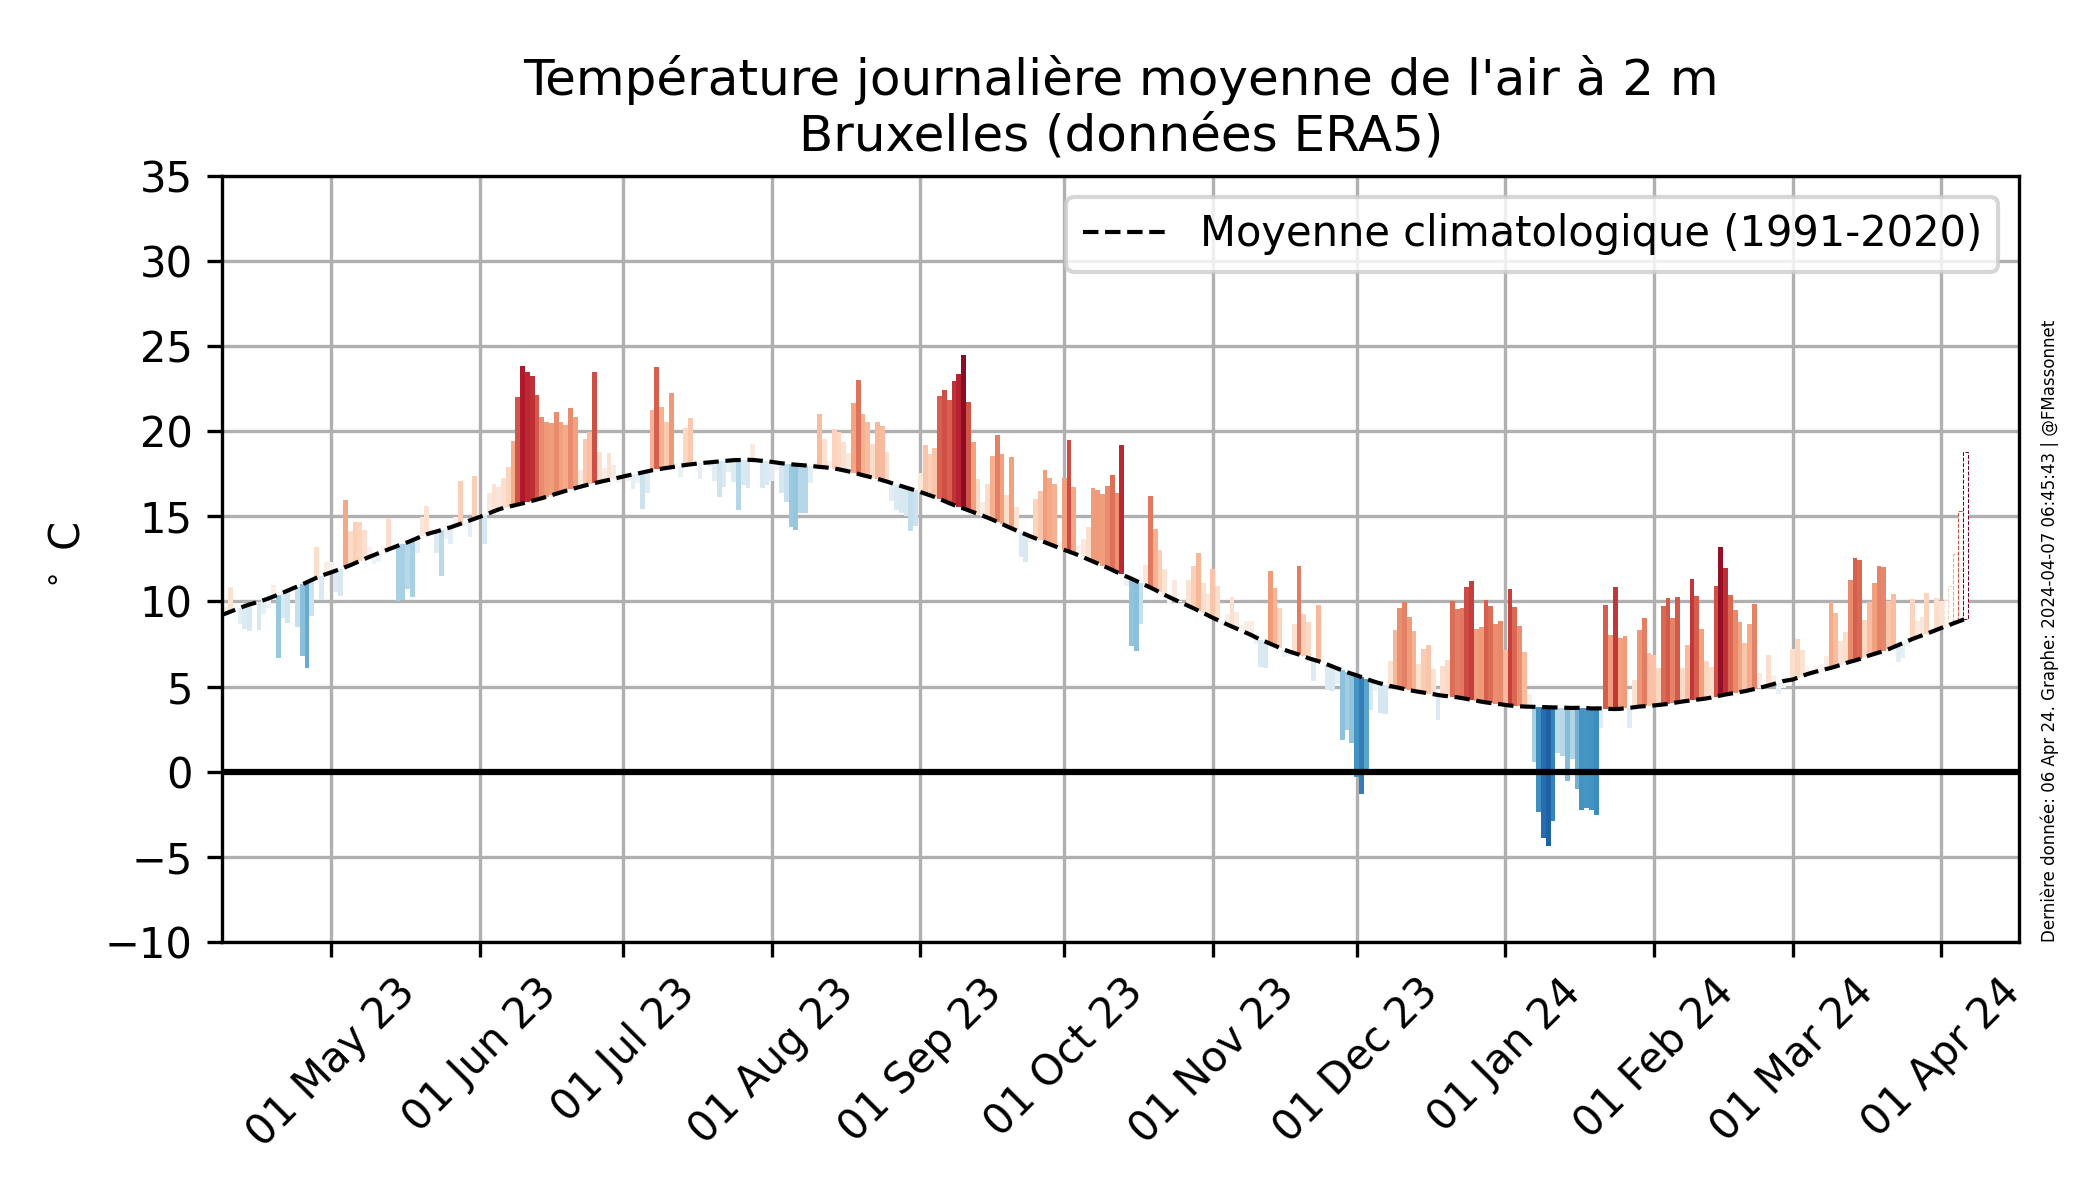 Température journalière moyenne de l'air à 2 m
Bruxelles (données ERA5)
35
30
25
20
15
10
5
0
−5
−10
° C
Moyenne climatologique (1991-2020)
01 May 23
01 Jun 23
01 Jul 23
01 Aug 23
01 Sep 23
01 Oct 23
01 Nov 23
01 Dec 23
01 Jan 24
01 Feb 24
01 Mar 24
01 Apr 24
Dernière donnée: 06 Apr 24. Graphe: 2024-04-07 06:45:43 | @FMassonnet